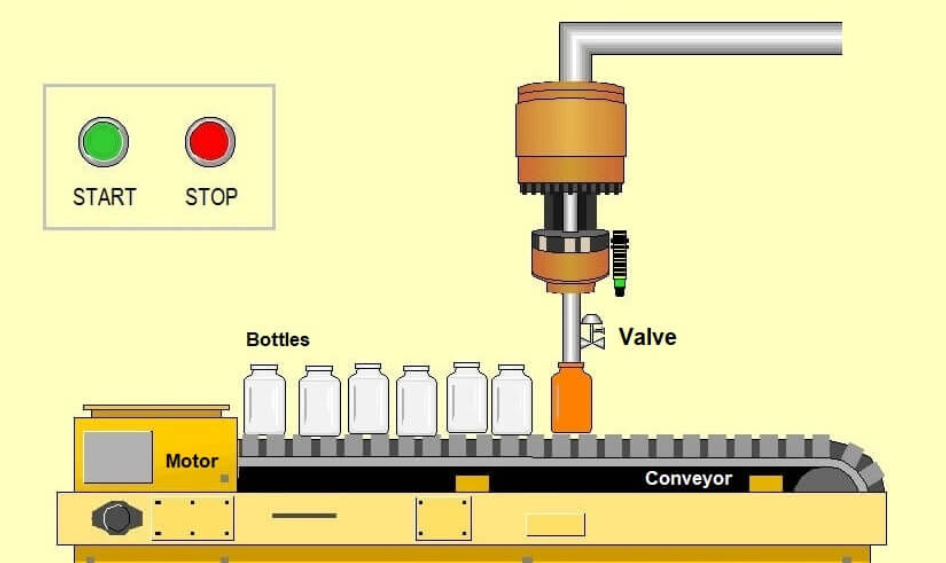 START
STOP
Bottles
Valve
Motor
Conveyor